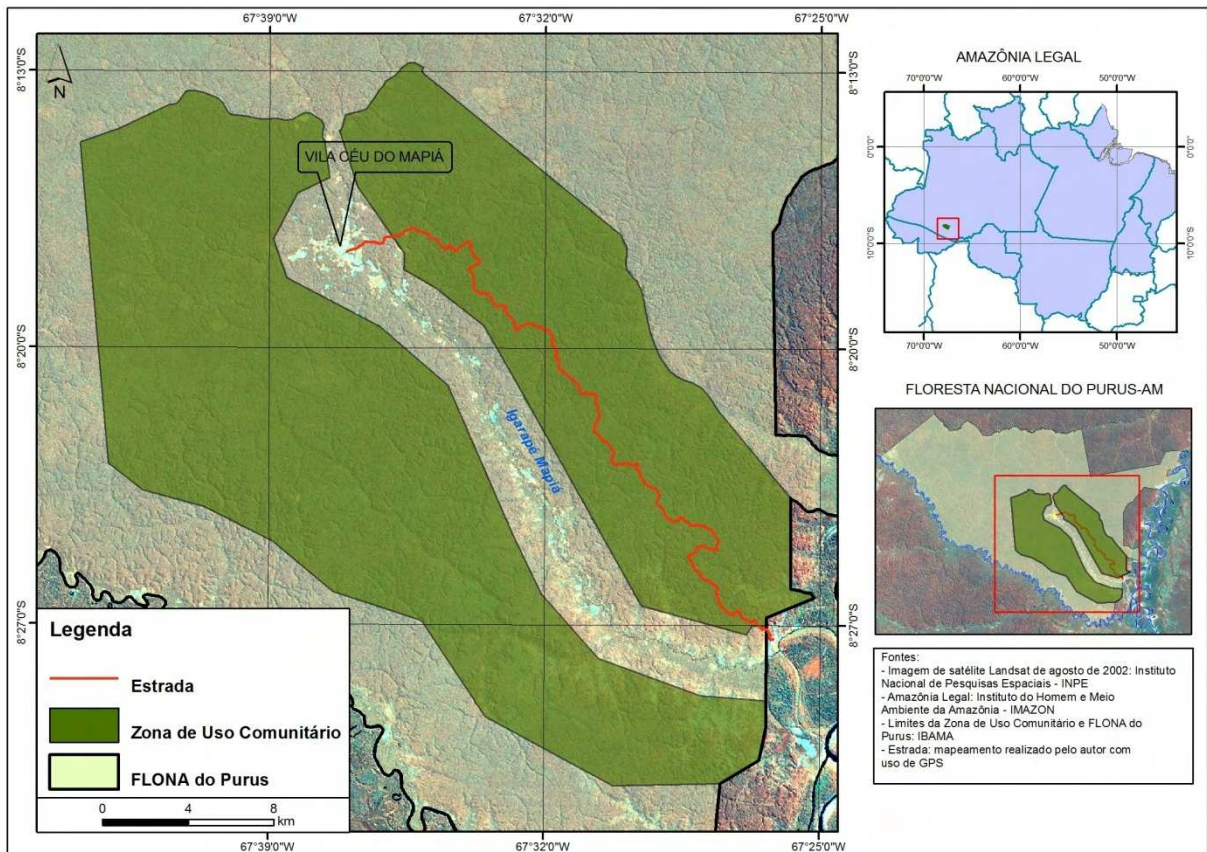 67°39'0"W 67°32'0"W 67°25'0"W
8°13'0"S 8°13'0"S
N
VILA CÉU DO MAPIÁ
8°20'0"S 8°20'0"S
Igarapé Mapiá
8°27'0"S 8°27'0"S
Legenda
Estrada
Zona de Uso Comunitário
FLONA do Purus
0 4 8
km
67°39'0"W 67°32'0"W 67°25'0"W
AMAZÔNIA LEGAL
70°0'0"W 60°0'0"W 50°0'0"W
0°0'0" 0°0'0"
10°0'0"S 10°0'0"S
70°0'0"W 60°0'0"W 50°0'0"W
FLORESTA NACIONAL DO PURUS-AM
Fontes:
- Imagem de satélite Landsat de agosto de 2002: Instituto
Nacional de Pesquisas Espaciais - INPE
- Amazônia Legal: Instituto do Homem e Meio
Ambiente da Amazônia - IMAZON
- Limites da Zona de Uso Comunitário e FLONA do
Purus: IBAMA
- Estrada: mapeamento realizado pelo autor com
uso de GPS